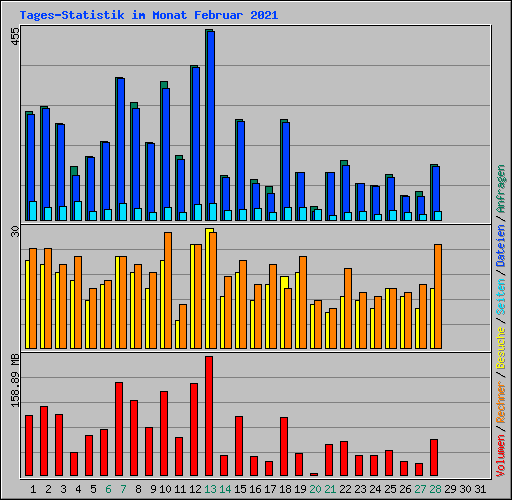 Tages-Statistik im Monat Februar 2021
455
30
158.89 MB
Volumen / Rechner / Besuche / Seiten / Dateien / Anfragen
1 2 3 4 5 6 7 8 9 10 11 12 13 14 15 16 17 18 19 20 21 22 23 24 25 26 27 28 29 30 31